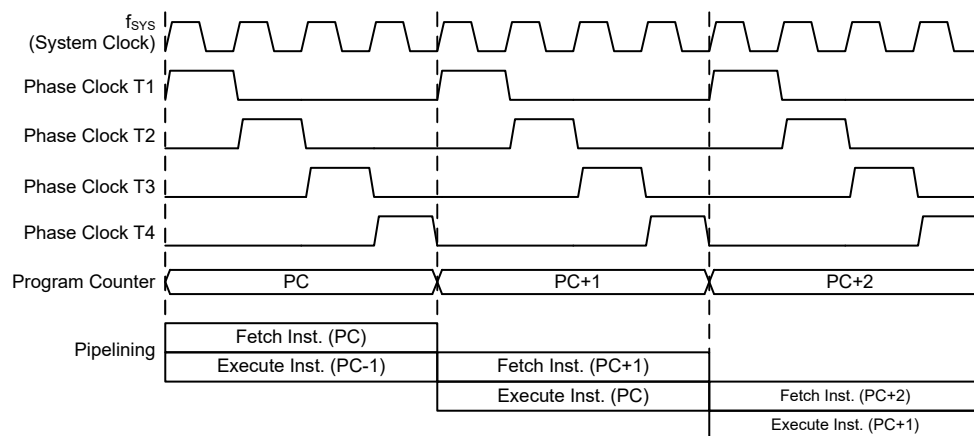 fSYS
(System Clock)
Phase Clock T1
Phase Clock T2
Phase Clock T3
Phase Clock T4
Program Counter
PC
PC+1
PC+2
Pipelining
Fetch Inst. (PC)
Execute Inst. (PC-1)
Fetch Inst. (PC+1)
Execute Inst. (PC)
Fetch Inst. (PC+2)
Execute Inst. (PC+1)